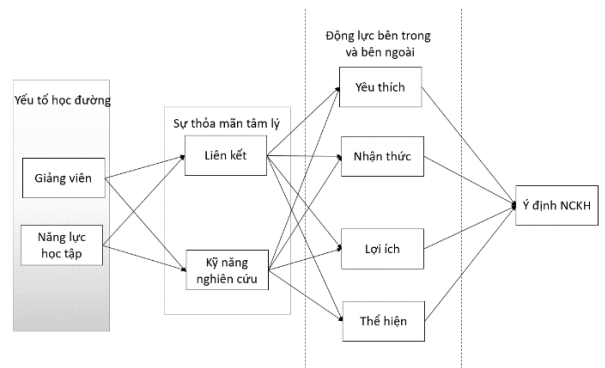 Động lực bên trong
và bên ngoài
Yếu tố học đường
Sự thỏa mãn tâm lý
Yêu thích
Liên kết
Nhận thức
Giảng viên
Ý định NCKH
Năng lực
học tập
Kỹ năng
nghiên cứu
Lợi ích
Thể hiện